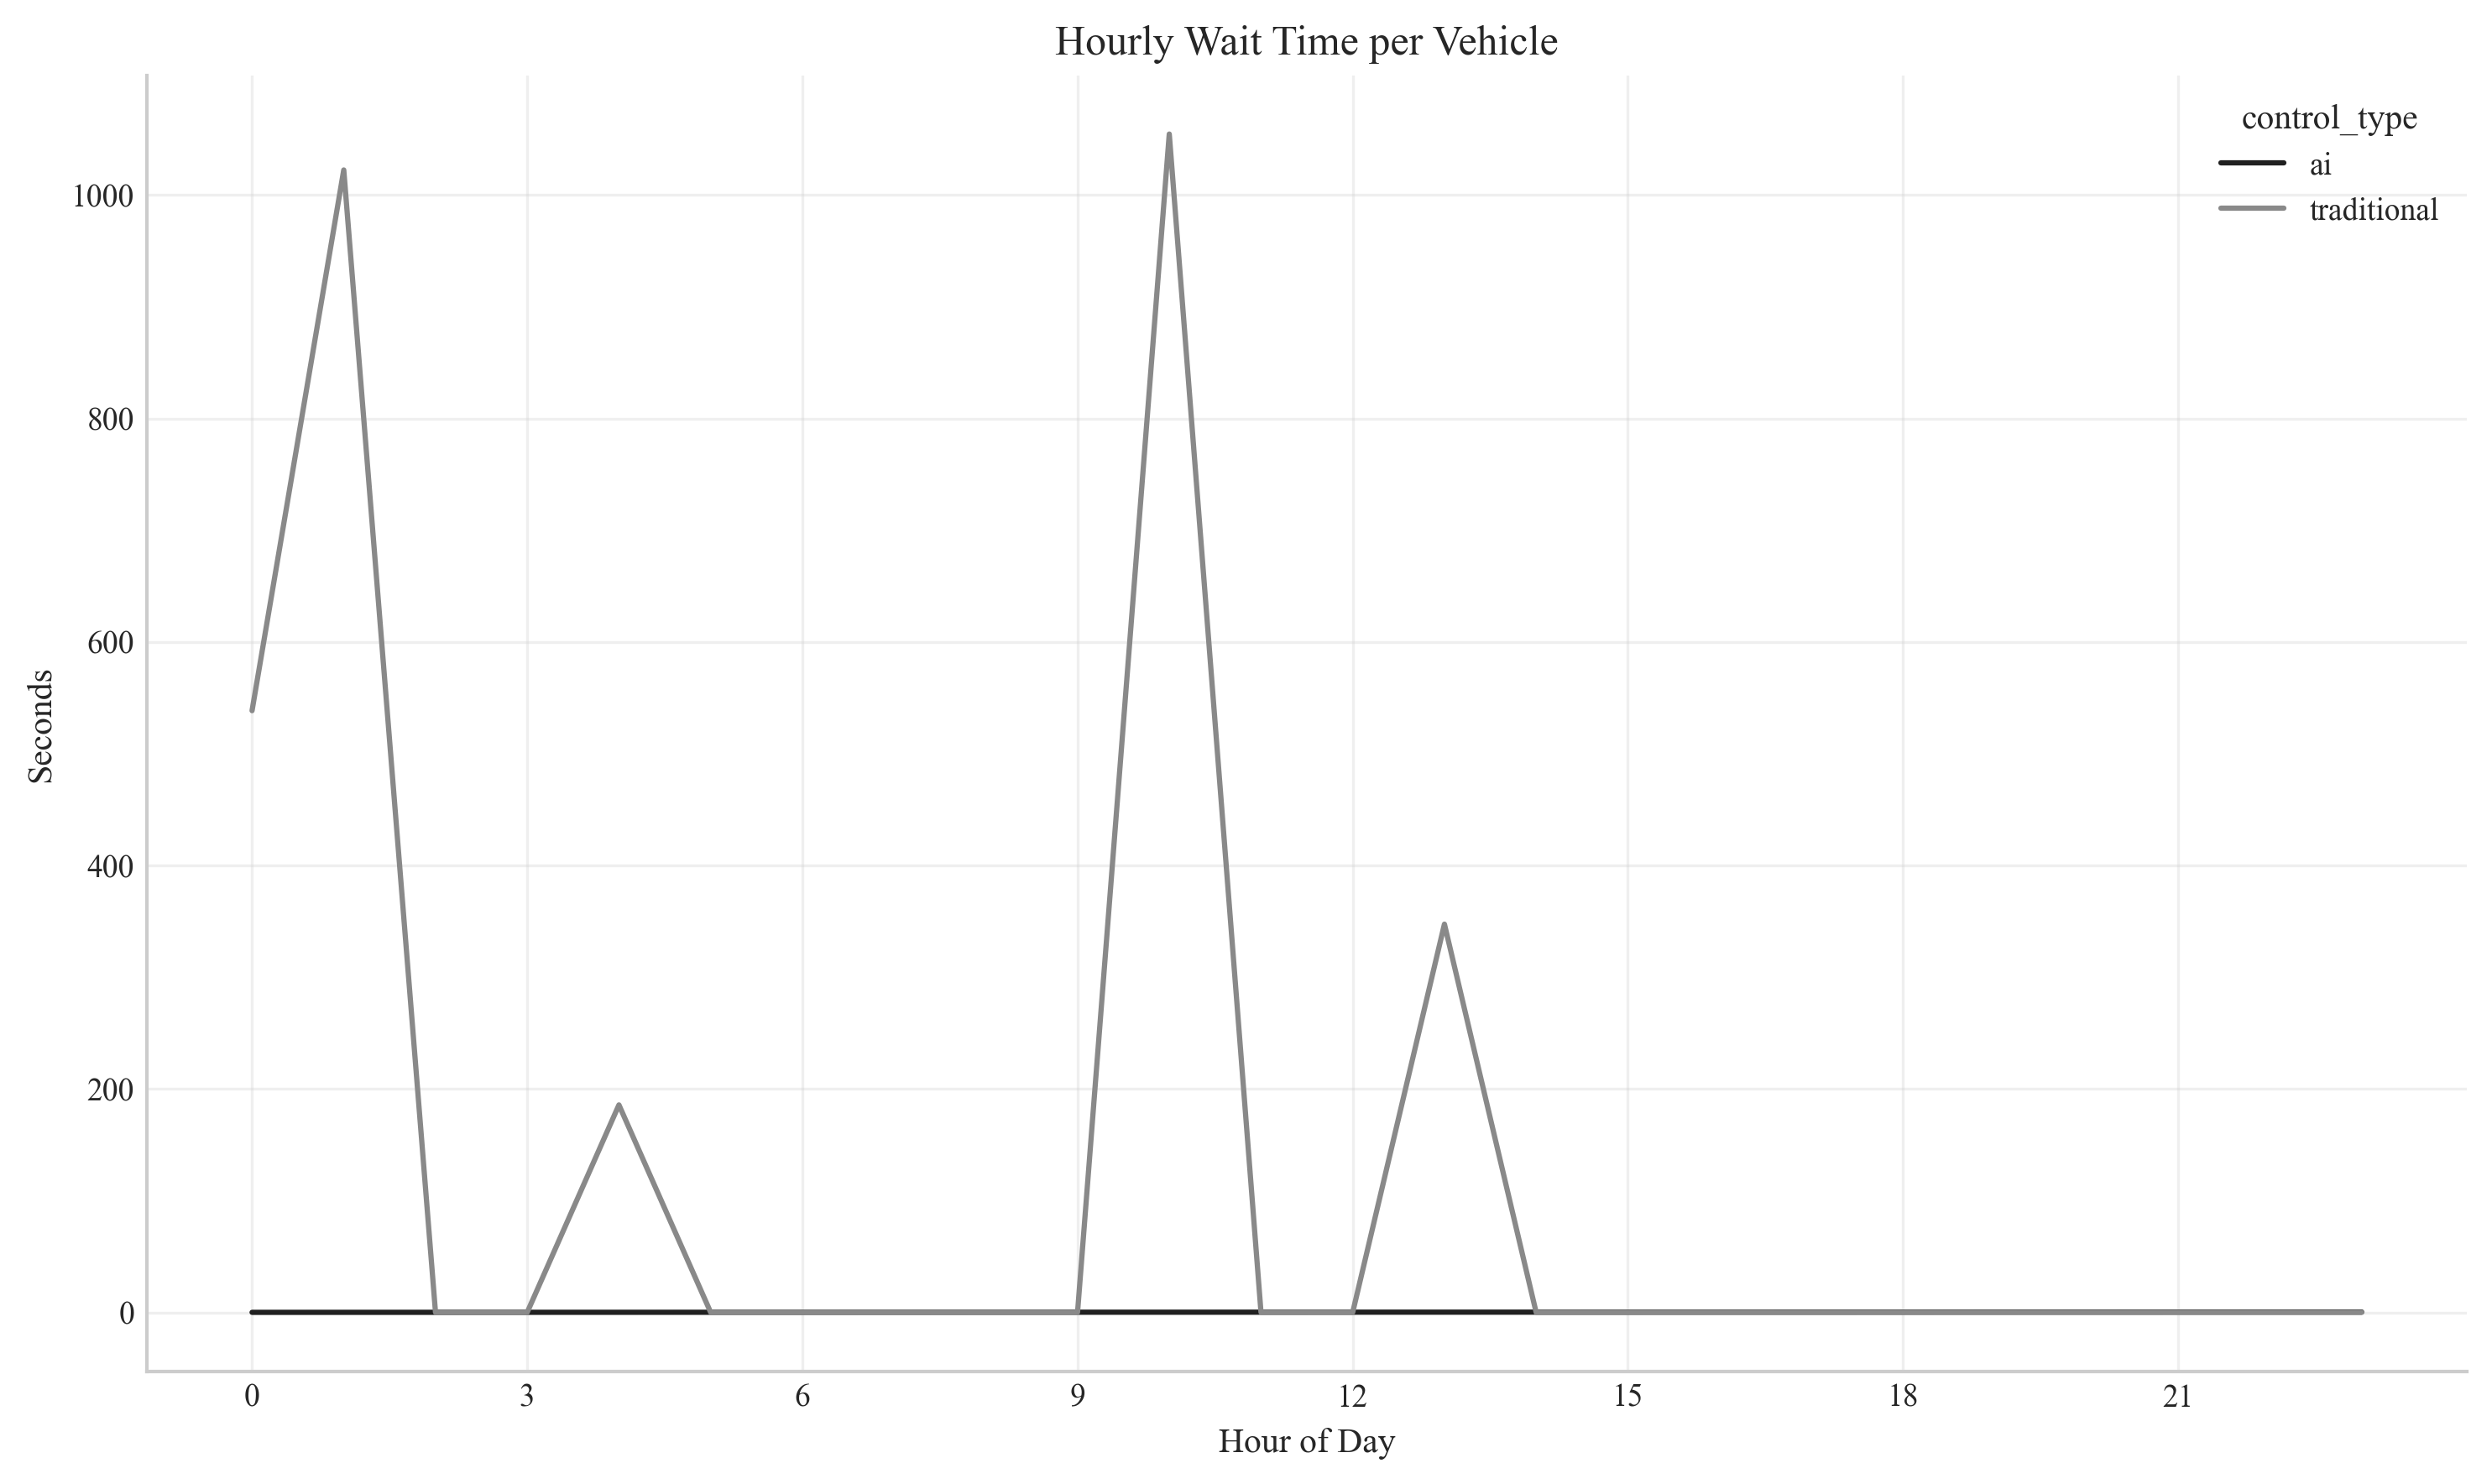 Hourly Wait Time per Vehicle
control_type
ai
traditional
1000
800
600
400
200
0
Seconds
0 3 6 9 12 15 18 21
Hour of Day